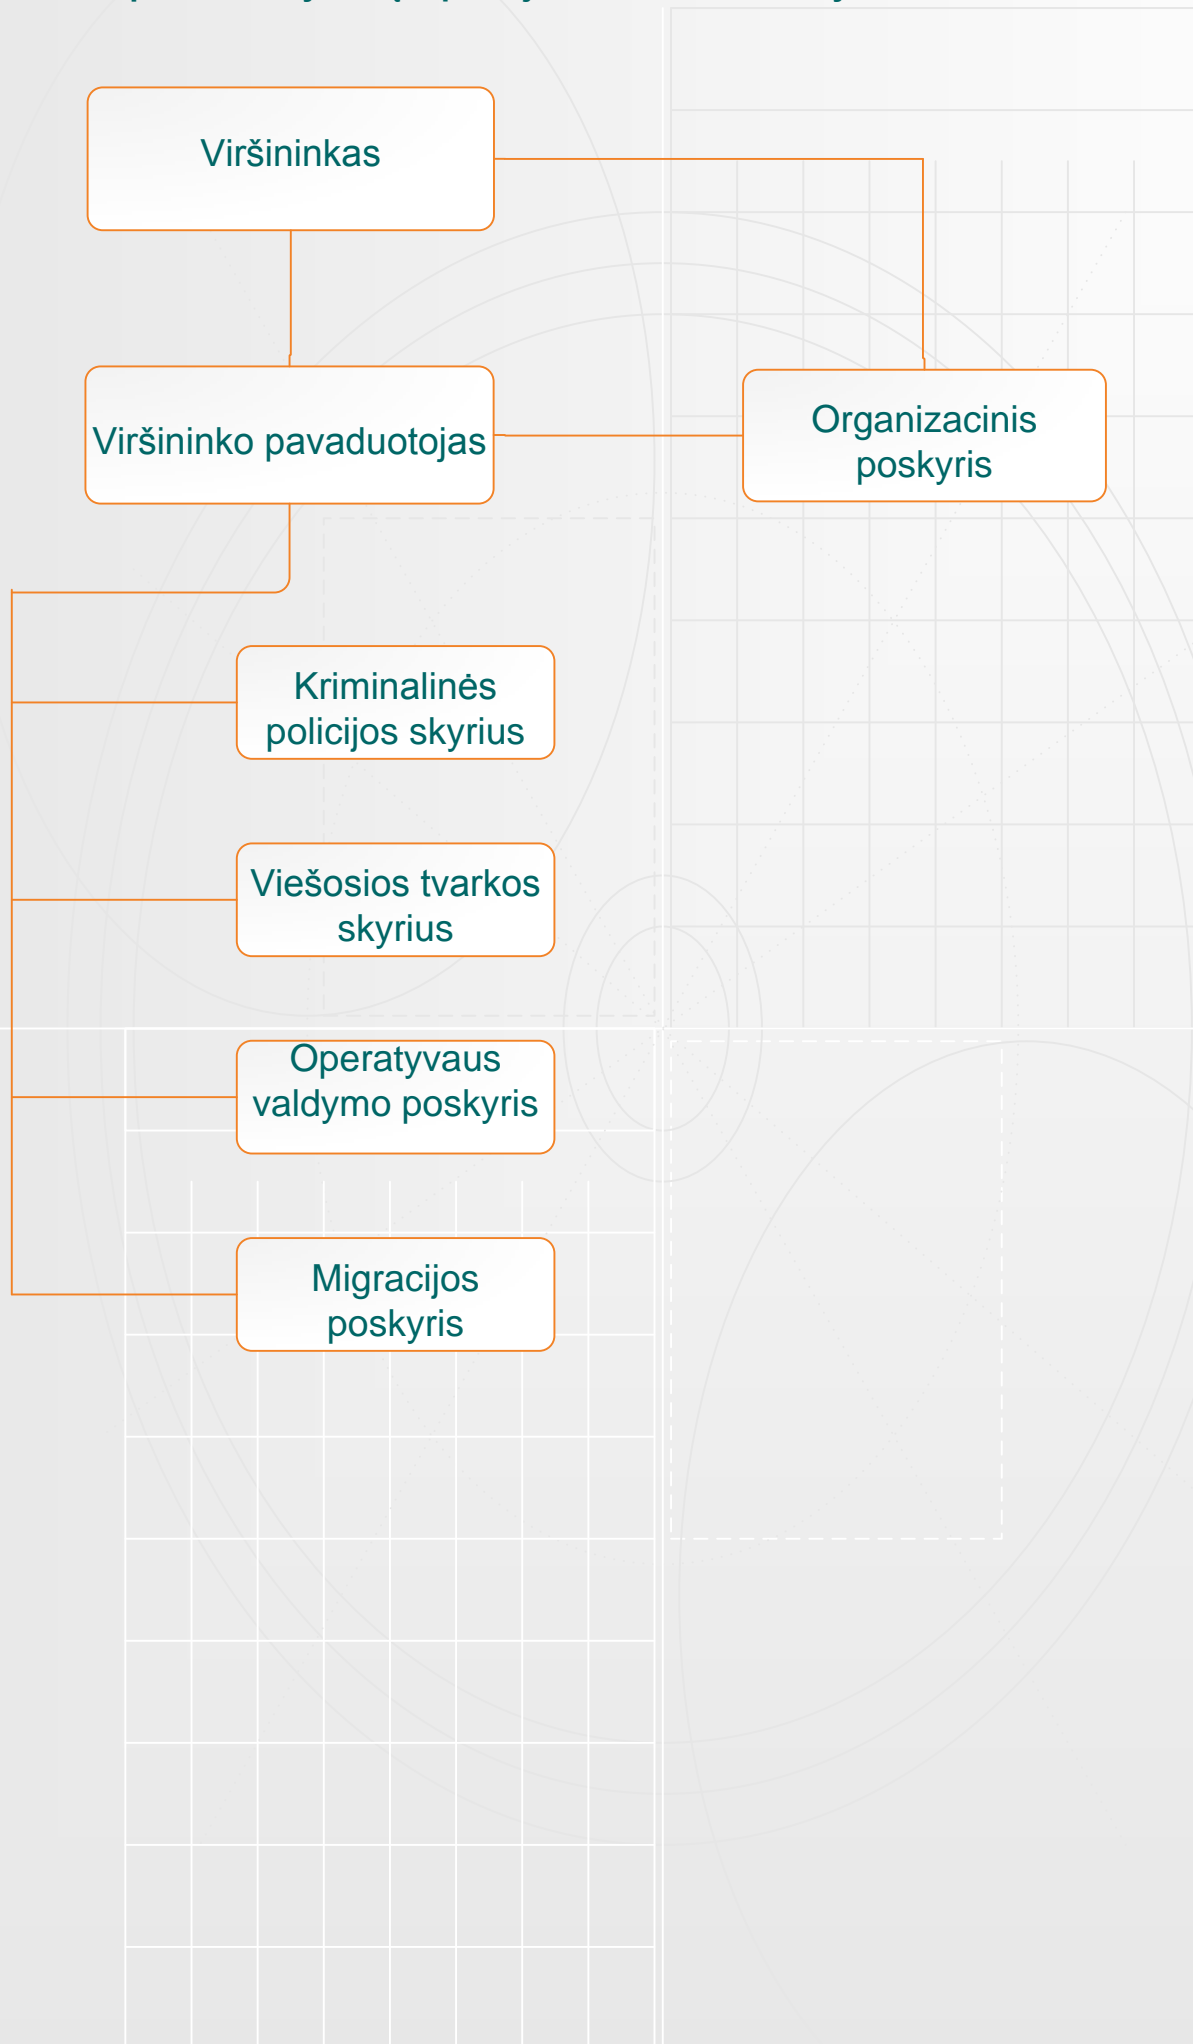 Viršininkas
Viršininko pavaduotojas
Organizacinis
poskyris
Kriminalinės
policijos skyrius
Viešosios tvarkos
skyrius
Operatyvaus
valdymo poskyris
Migracijos
poskyris